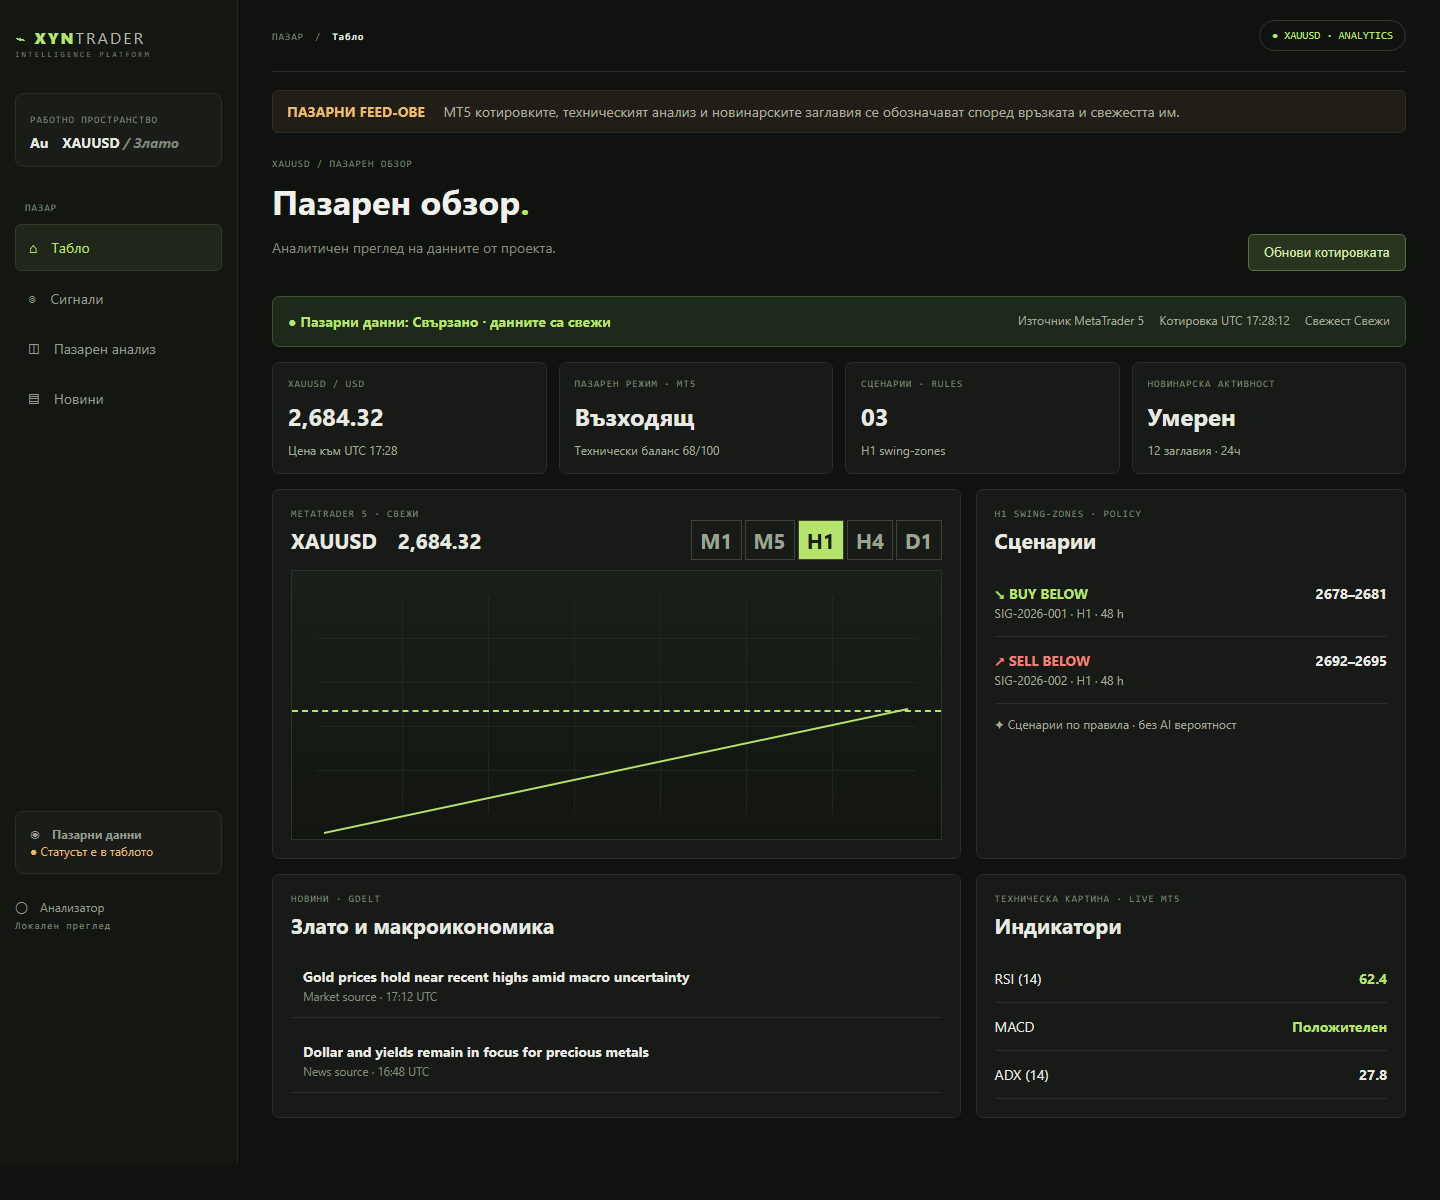 XYNTRADER
INTELLIGENCE PLATFORM
РАБОТНО ПРОСТРАНСТВО
Au XAUUSD / Злато
ПАЗАР
Табло
Сигнали
Пазарен анализ
Новини
Пазарни данни
● Статусът е в таблото
Анализатор
Локален преглед
ПАЗАР / Табло
● XAUUSD · ANALYTICS
ПАЗАРНИ FEED-ОВЕ МТ5 котировките, техническият анализ и новинарските заглавия се обозначават според връзката и свежестта им.
XAUUSD / ПАЗАРЕН ОБЗОР
Пазарен обзор.
Аналитичен преглед на данните от проекта.
Обнови котировката
● Пазарни данни: Свързано · данните са свежи
Източник MetaTrader 5 Котировка UTC 17:28:12 Свежест Свежи
XAUUSD / USD
2,684.32
Цена към UTC 17:28
ПАЗАРЕН РЕЖИМ · MT5
Възходящ
Технически баланс 68/100
СЦЕНАРИИ · RULES
03
H1 swing-zones
НОВИНАРСКА АКТИВНОСТ
Умерен
12 заглавия · 24ч
METATRADER 5 · СВЕЖИ
XAUUSD 2,684.32
M1 M5 H1 H4 D1
H1 SWING-ZONES · POLICY
Сценарии
↘ BUY BELOW 2678–2681
SIG-2026-001 · H1 · 48 h
↗ SELL BELOW 2692–2695
SIG-2026-002 · H1 · 48 h
✦ Сценарии по правила · без AI вероятност
НОВИНИ · GDELT
Злато и макроикономика
Gold prices hold near recent highs amid macro uncertainty
Market source · 17:12 UTC
Dollar and yields remain in focus for precious metals
News source · 16:48 UTC
ТЕХНИЧЕСКА КАРТИНА · LIVE MT5
Индикатори
RSI (14) 62.4
MACD Положителен
ADX (14) 27.8